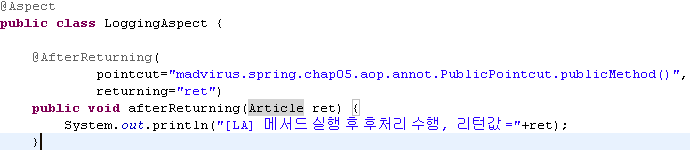 @Aspect
public class LoggingAspect {
@AfterReturning(
pointcut="madvirus.spring.chap05.aop.annot.PublicPointcut.publicMethod()",
returning="ret")
public void afterReturning(Article ret) {
System.out.println("[LA] 메서드 실행 후 후처리 수행, 리턴값="+ret);
}